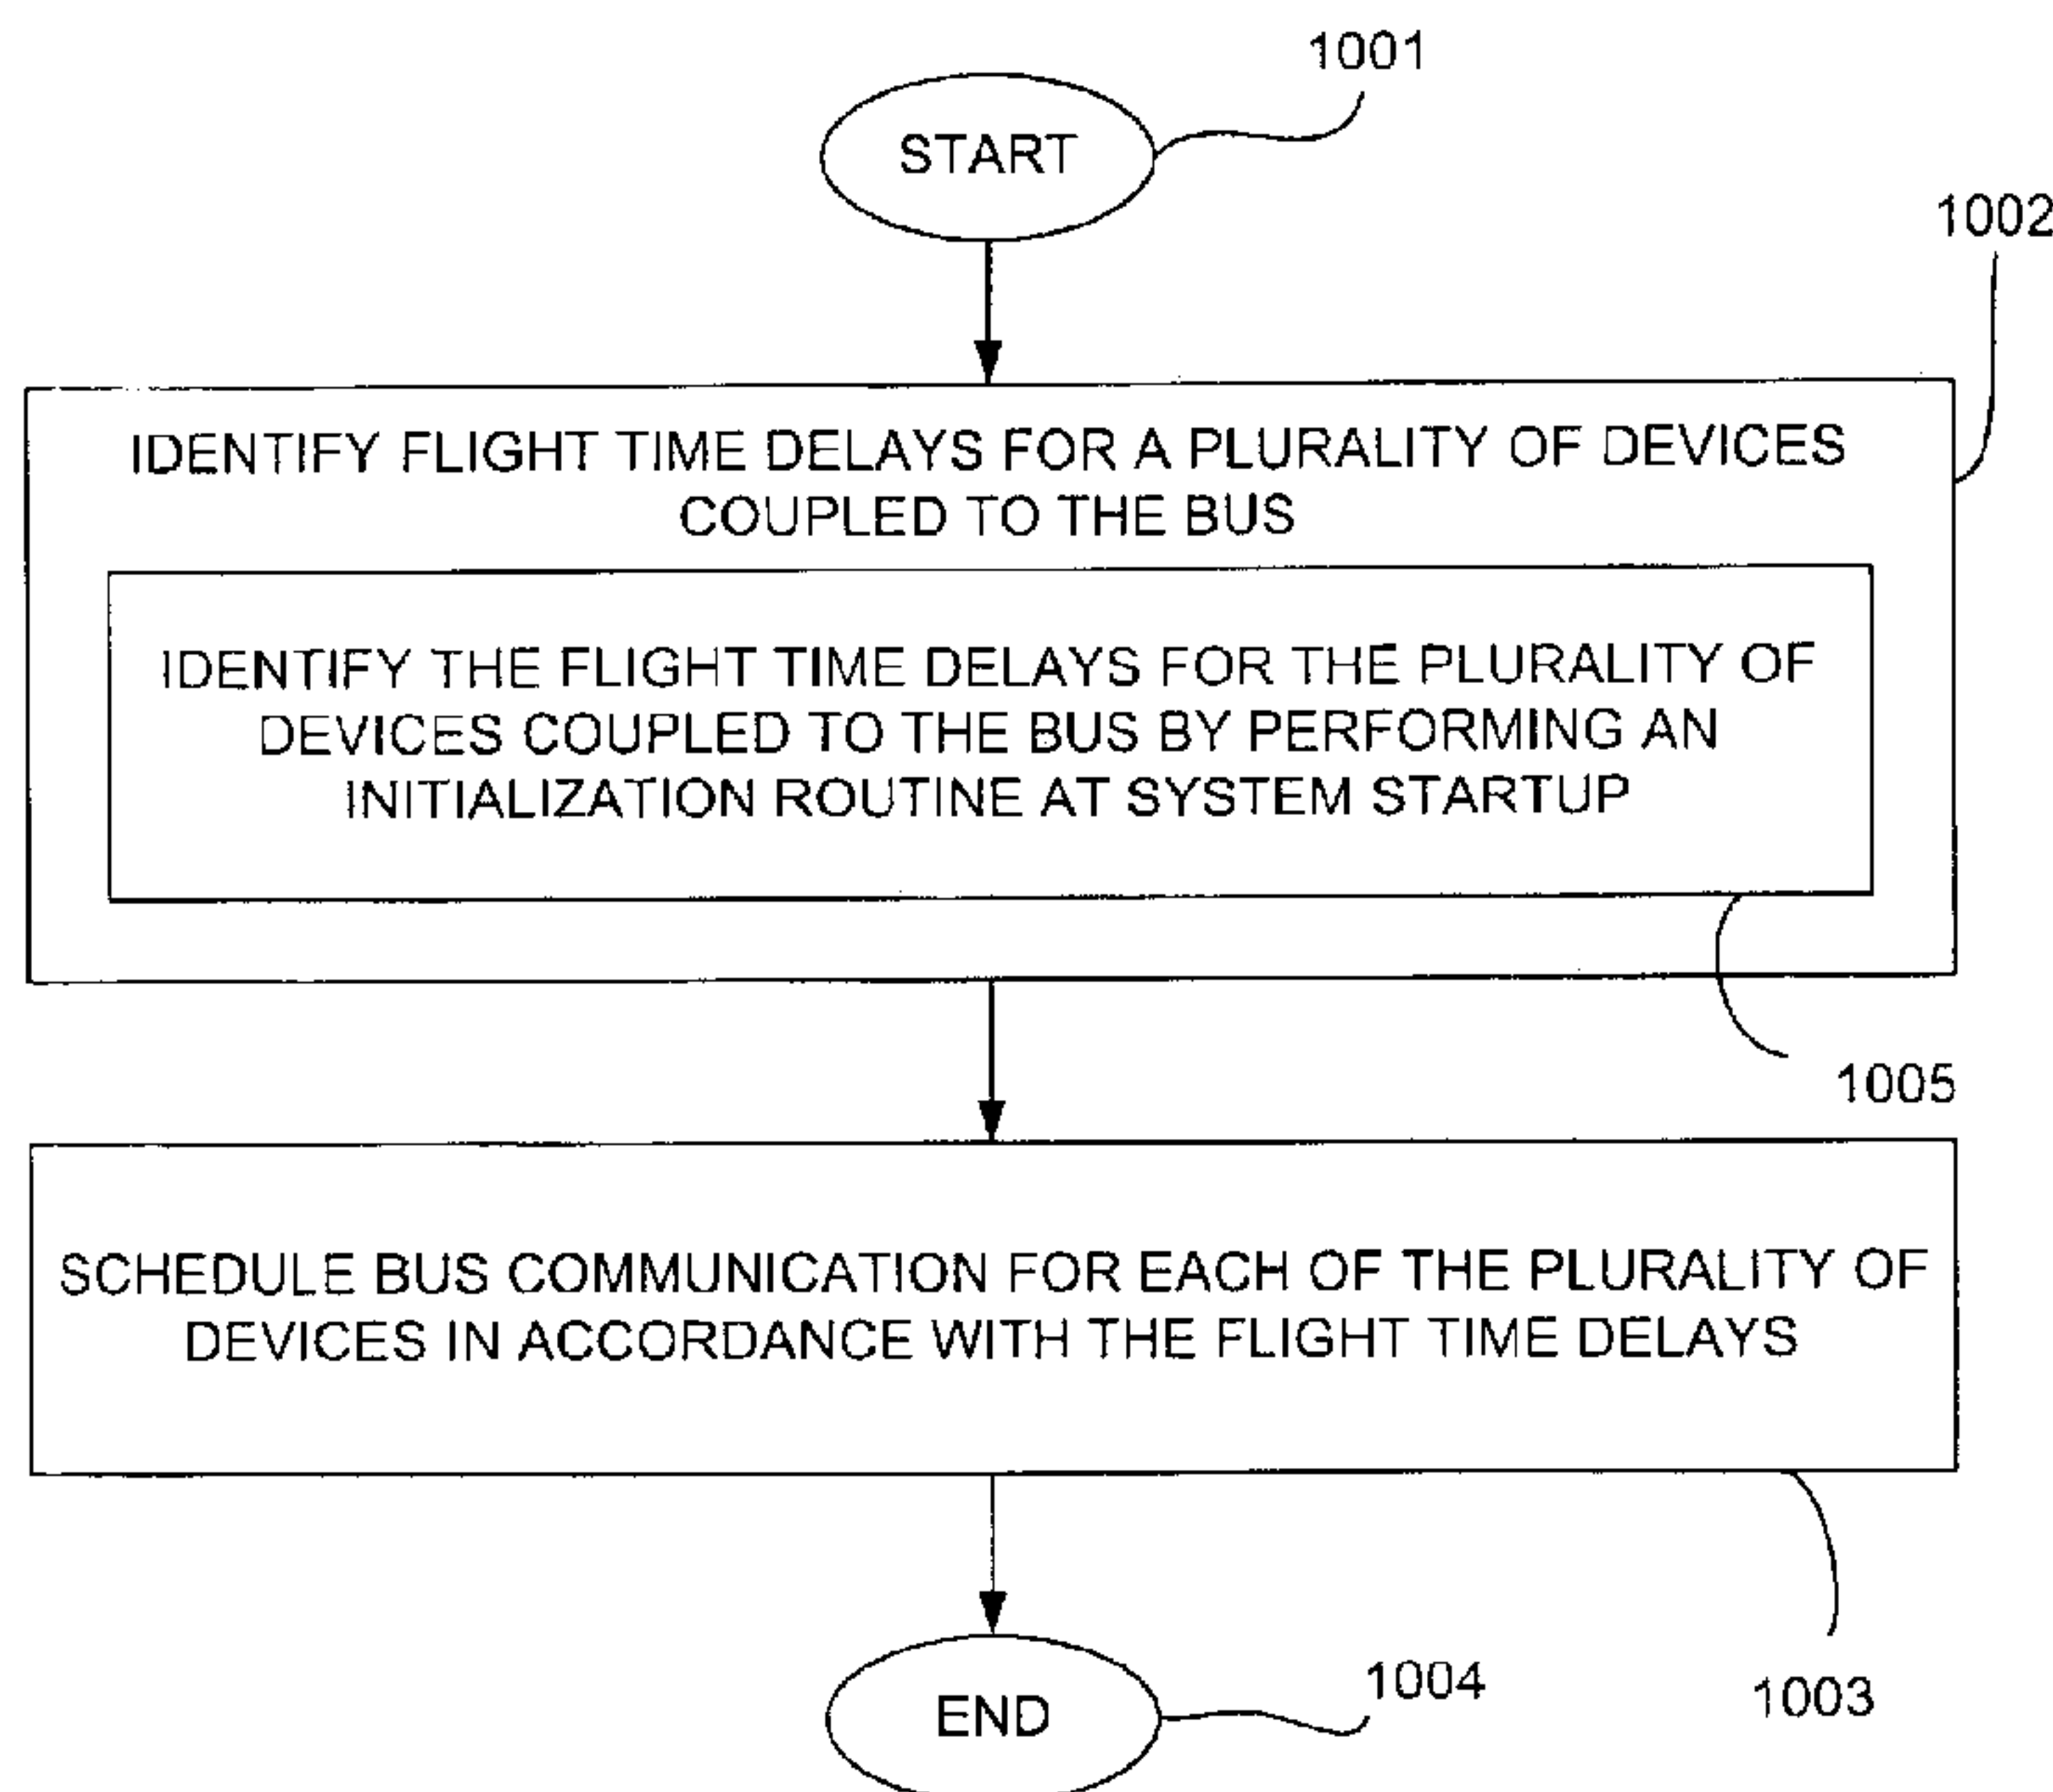 1001
START
1002
IDENTIFY FLIGHT TIME DELAYS FOR A PLURALITY OF DEVICES
COUPLED TO THE BUS
IDENTIFY THE FLIGHT TIME DELAYS FOR THE PLURALITY OF
DEVICES COUPLED TO THE BUS BY PERFORMING AN
INITIALIZATION ROUTINE AT SYSTEM STARTUP
1005
SCHEDULE BUS COMMUNICATION FOR EACH OF THE PLURALITY OF
DEVICES IN ACCORDANCE WITH THE FLIGHT TIME DELAYS
1004
1003
END